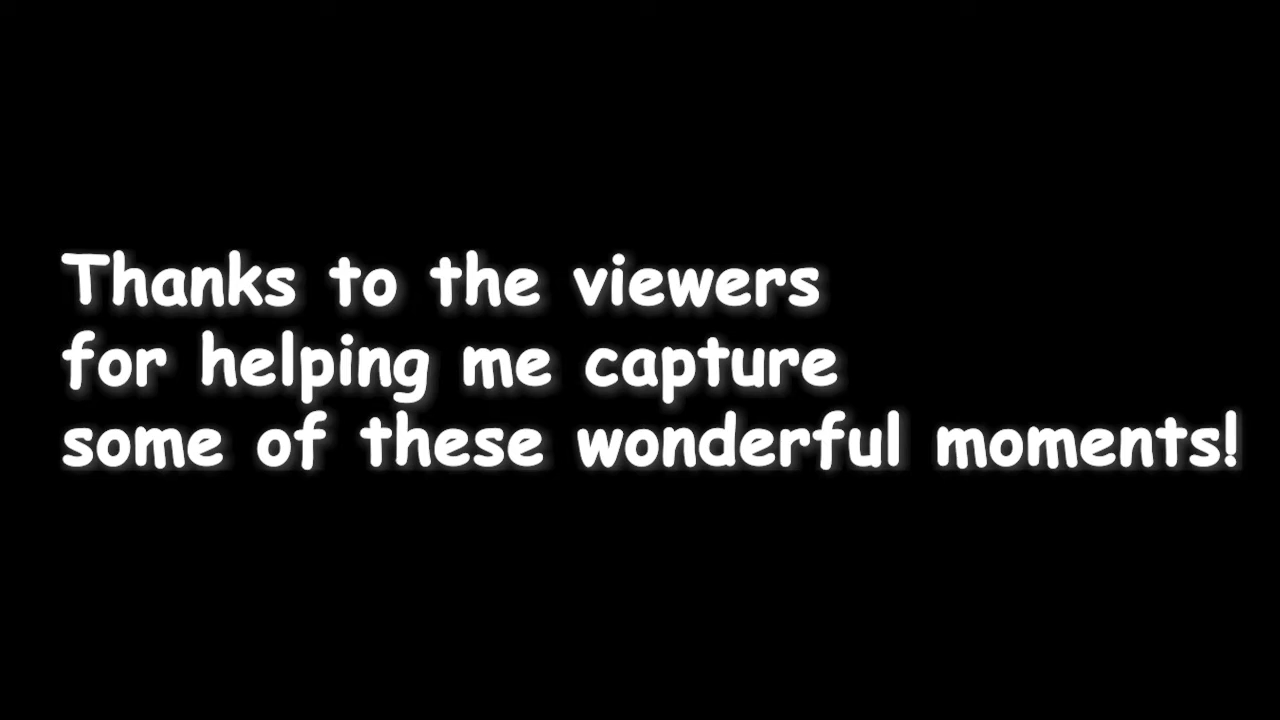 Thanks to the viewers
for helping me capture
some of these wonderful moments!